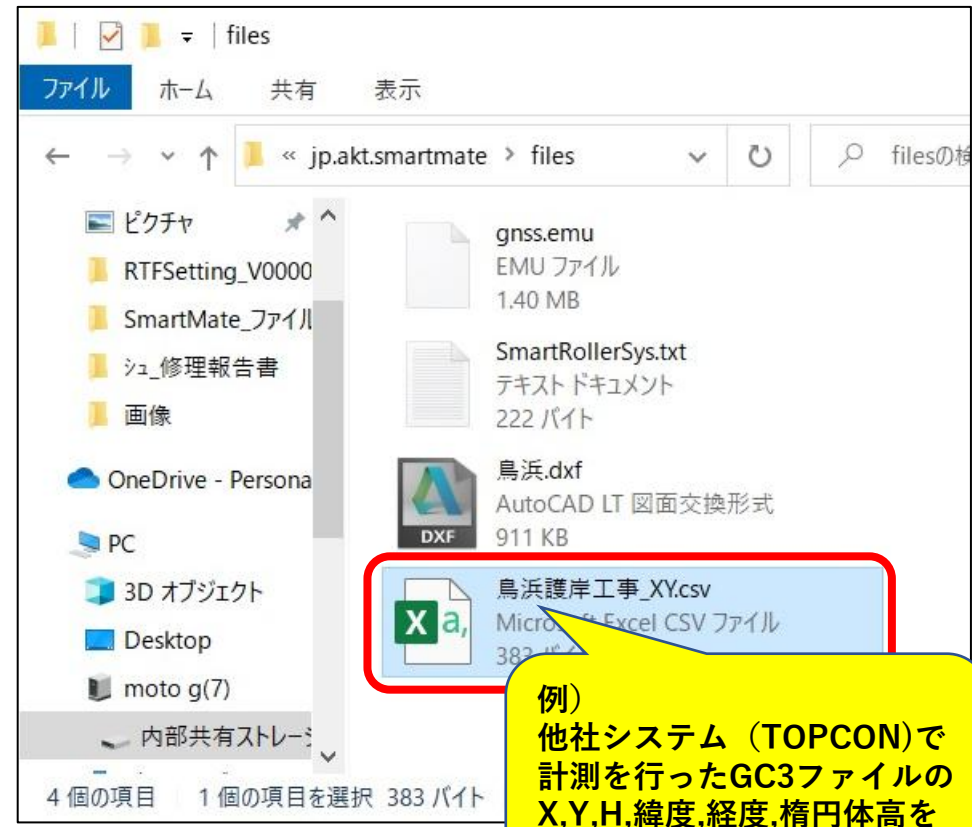 files
ファイル ホーム 共有 表示
« jp.akt.smartmate › files filesの検
ピクチャ
RTFSetting_V0000
SmartMate_ファイル
シュ_修理報告書
画像
OneDrive - Persona
PC
3D オブジェクト
Desktop
moto g(7)
内部共有ストレージ
gnss.emu
EMU ファイル
1.40 MB
SmartRollerSys.txt
テキスト ドキュメント
222 バイト
DXF
鳥浜.dxf
AutoCAD LT 図面交換形式
911 KB
X a,
鳥浜護岸工事_XY.csv
Microsoft Excel CSV ファイル
383 バイト
例）
他社システム（TOPCON)で
計測を行ったGC3ファイルの
X,Y,H,緯度,経度,楕円体高を
4 個の項目 1 個の項目を選択 383 バイト